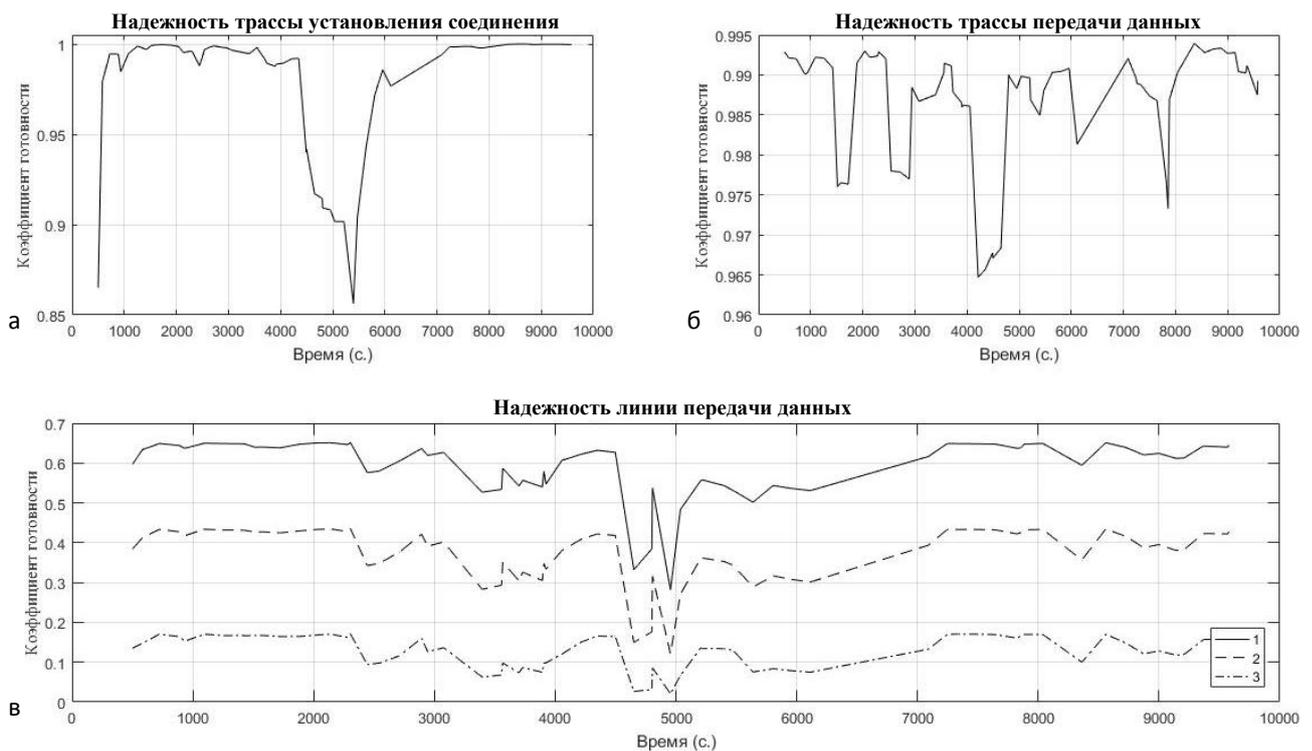 Надежность трассы установления соединения
1
0.95
0.9
0.85
Коэффициент готовности
0 1000 2000 3000 4000 5000 6000 7000 8000 9000 10000
Время (с.)
а
Надежность трассы передачи данных
0.995
0.99
0.985
0.98
0.975
0.97
0.965
0.96
Коэффициент готовности
0 1000 2000 3000 4000 5000 6000 7000 8000 9000 10000
Время (с.)
б
Надежность линии передачи данных
0.7
0.6
0.5
0.4
0.3
0.2
0.1
0
Коэффициент готовности
1
2
3
0 1000 2000 3000 4000 5000 6000 7000 8000 9000 10000
Время (с.)
в